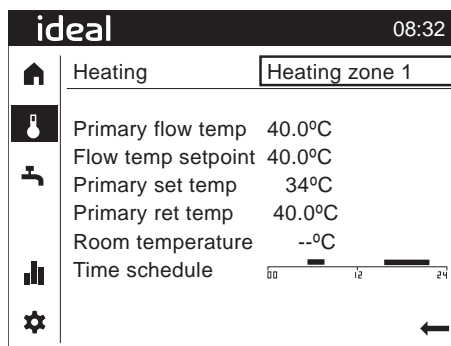 ideal 08:32
Heating Heating zone 1
Primary flow temp 40.0ºC
Flow temp setpoint 40.0ºC
Primary set temp 34ºC
Primary ret temp 40.0ºC
Room temperature --ºC
Time schedule
00 12 24